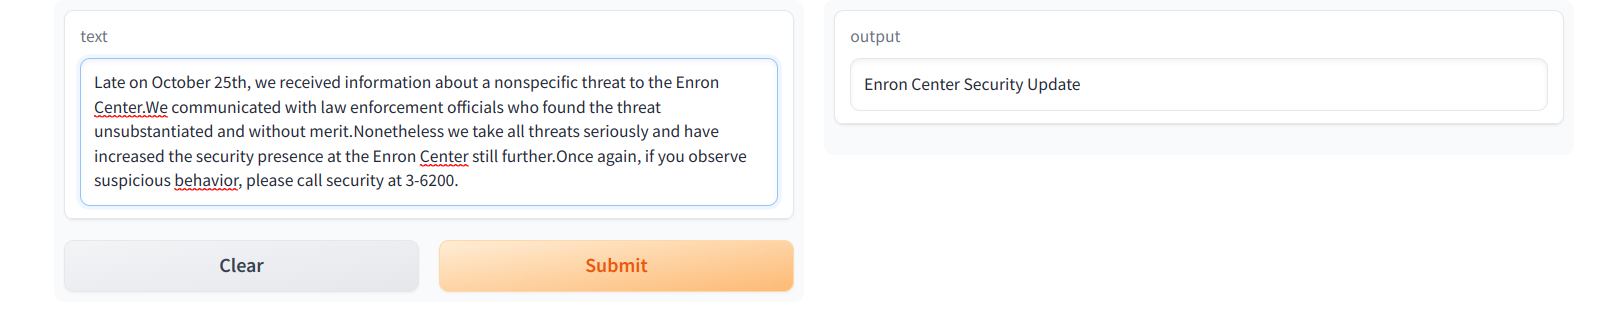 text
Late on October 25th, we received information about a nonspecific threat to the Enron
Center.We communicated with law enforcement officials who found the threat
unsubstantiated and without merit.Nonetheless we take all threats seriously and have
increased the security presence at the Enron Center still further.Once again, if you observe
suspicious behavior, please call security at 3-6200.
Clear
Submit
output
Enron Center Security Update